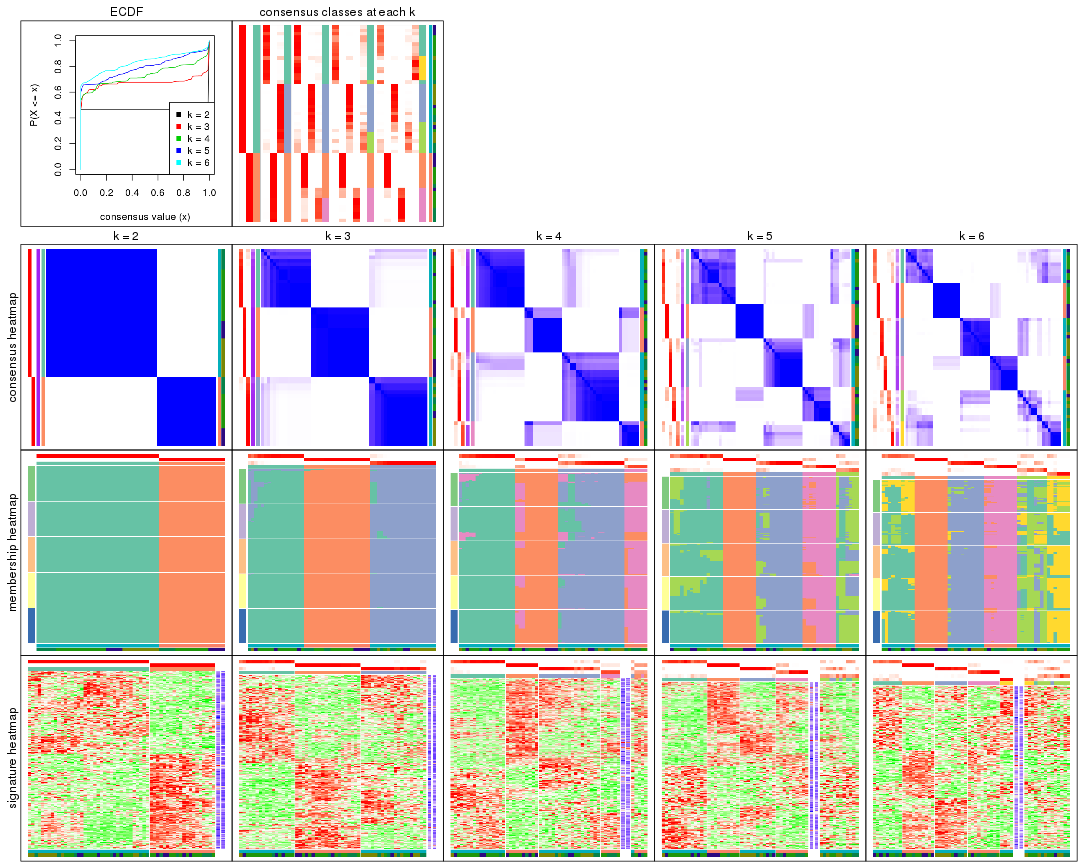 ECDF
consensus classes at each k
P(X <= x)
0.0
0.2
0.4
0.6
0.8
1.0
k = 2
k = 3
k = 4
k = 5
k = 6
0.0 0.2 0.4 0.6 0.8 1.0
consensus value (x)
k = 2
k = 3
k = 4
k = 5
k = 6
consensus heatmap
membership heatmap
signature heatmap